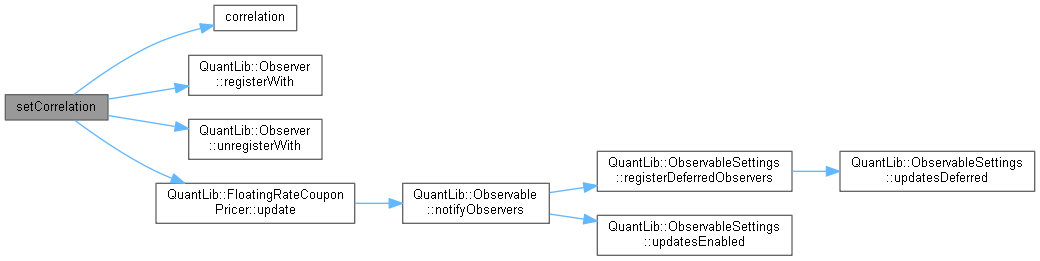 correlation
QuantLib::Observer
::registerWith
setCorrelation
QuantLib::Observer
::unregisterWith
QuantLib::FloatingRateCoupon
Pricer::update
QuantLib::Observable
::notifyObservers
QuantLib::ObservableSettings
::registerDeferredObservers
QuantLib::ObservableSettings
::updatesDeferred
QuantLib::ObservableSettings
::updatesEnabled